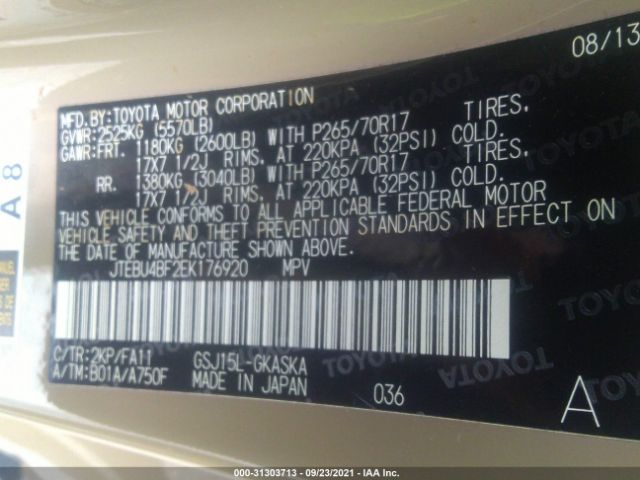 08/13
MFD.BY:TOYOTA MOTOR CORPORATION
GVWR:2525KG (5570LB)
GAWR:FRT. 1180KG (2600LB) WITH P265/70R17 TIRES.
17X7 1/2J RIMS. AT 220KPA (32PSI) COLD.
RR. 1380KG (3040LB) WITH P265/70R17 TIRES.
17X7 1/2J RIMS. AT 220KPA (32PSI) COLD.
THIS VEHICLE CONFORMS TO ALL APPLICABLE FEDERAL MOTOR
VEHICLE SAFETY AND THEFT PREVENTION STANDARDS IN EFFECT ON
THE DATE OF MANUFACTURE SHOWN ABOVE.
JTEBU4BF2EK176920 MPV
C/TR:2KP/FA11 GSJ15L-GKASKA
A/TM:B01A/A750F MADE IN JAPAN
036
A
A 8
TOYOTA
000-31303713 - 09/23/2021 - IAA Inc.